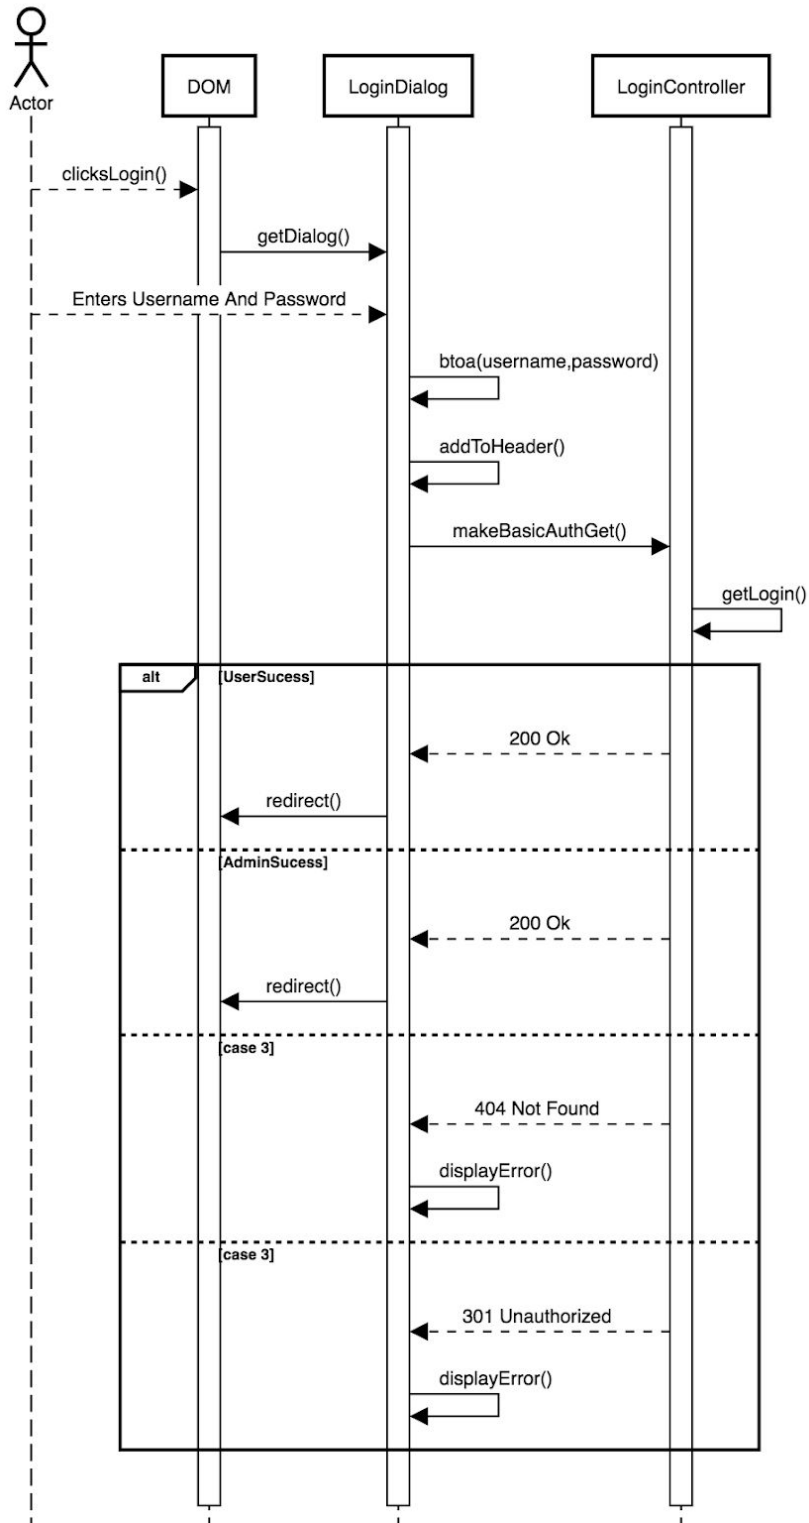 Actor
DOM
LoginDialog
LoginController
clicksLogin()
getDialog()
Enters Username And Password
btoa(username,password)
addToHeader()
makeBasicAuthGet()
getLogin()
alt
[UserSucess]
200 Ok
redirect()
[AdminSucess]
200 Ok
redirect()
[case 3]
404 Not Found
displayError()
[case 3]
301 Unauthorized
displayError()